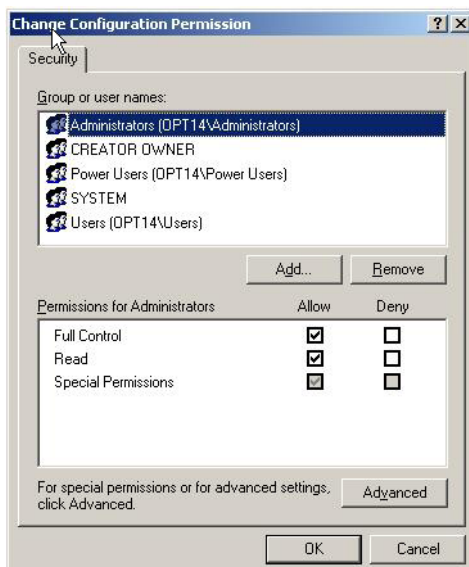 Change Configuration Permission
Security
Group or user names:
Administrators (OPT14\Administrators)
CREATOR OWNER
Power Users (OPT14\Power Users)
SYSTEM
Users (OPT14\Users)
Add...
Remove
Permissions for Administrators Allow Deny
Full Control
Read
Special Permissions
For special permissions or for advanced settings,
click Advanced.
Advanced
OK
Cancel